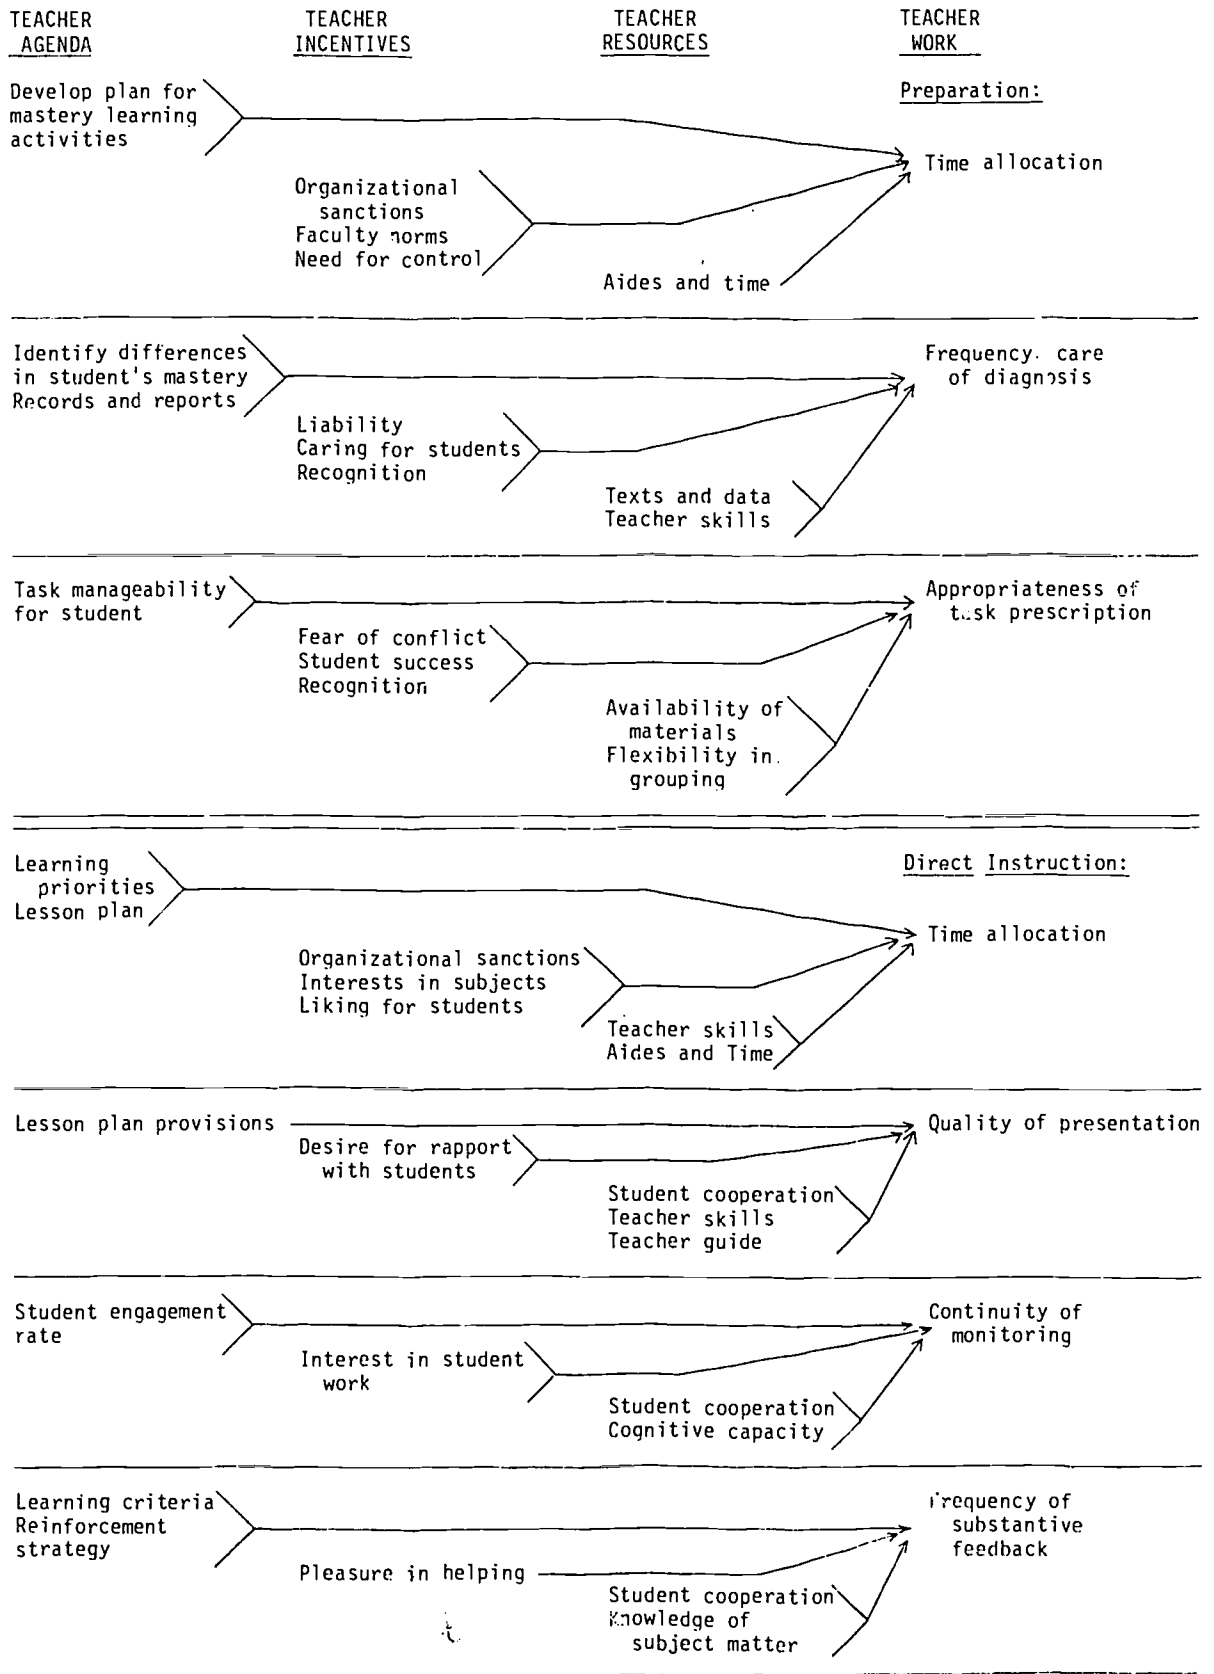 TEACHER AGENDA
TEACHER INCENTIVES
TEACHER RESOURCES
TEACHER WORK
Preparation:
Develop plan for
mastery learning
activities
Organizational
sanctions
Faculty norms
Need for control
Aides and time
Time allocation
Identify differences
in student's mastery
Records and reports
Liability
Caring for students
Recognition
Texts and data
Teacher skills
Frequency. care
of diagnosis
Task manageability
for student
Fear of conflict
Student success
Recognition
Availability of
materials
Flexibility in
grouping
Appropriateness of
task prescription
Direct Instruction:
Learning
priorities
Lesson plan
Organizational sanctions
Interests in subjects
Liking for students
Teacher skills
Aides and Time
Time allocation
Lesson plan provisions
Desire for rapport
with students
Student cooperation
Teacher skills
Teacher guide
Quality of presentation
Student engagement
rate
Interest in student
work
Student cooperation
Cognitive capacity
Continuity of
monitoring
Learning criteria
Reinforcement
strategy
Pleasure in helping
Student cooperation
Knowledge of
subject matter
Frequency of
substantive
feedback